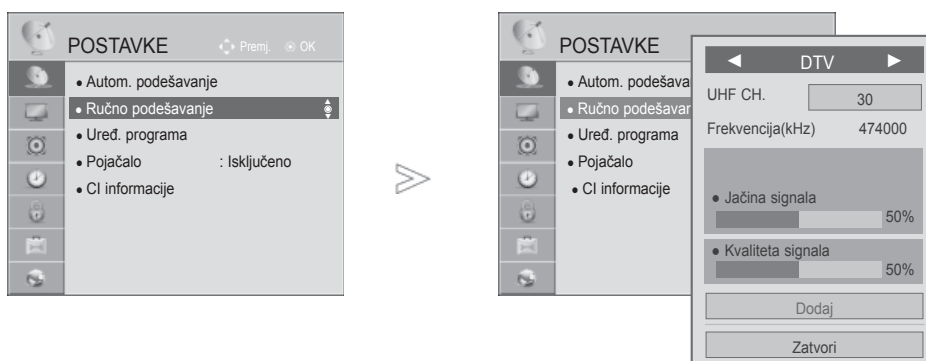 POSTAVKE
Premj. OK
• Autom. podešavanje
• Ručno podešavanje
• Uređ. programa
• Pojačalo : Isključeno
• CI informacije
POSTAVKE
• Autom. podešava
• Ručno podešavar
• Uređ. programa
• Pojačalo
• CI informacije
◄ DTV ►
UHF CH. 30
Frekvencija(kHz) 474000
• Jačina signala
50%
• Kvaliteta signala
50%
Dodaj
Zatvori